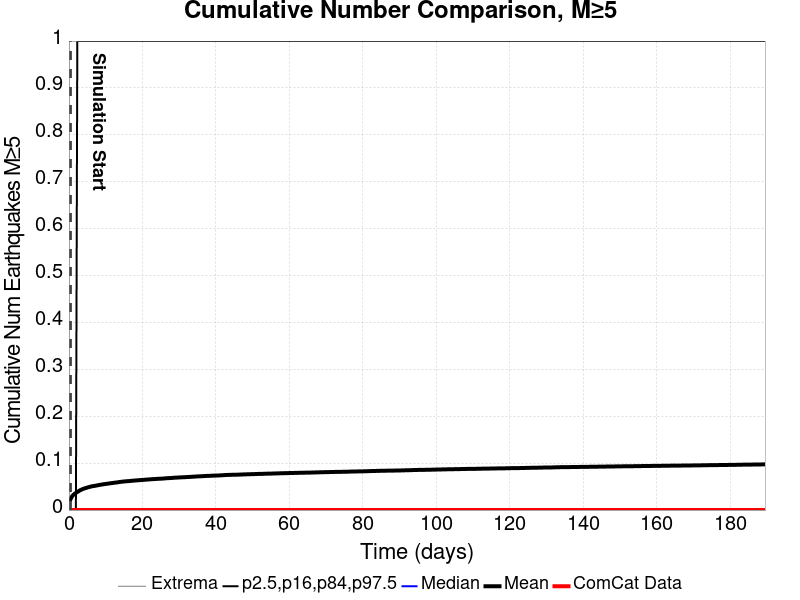 Cumulative Number Comparison, M≥5
Cumulative Num Earthquakes M≥5
1
0.9
0.8
0.7
0.6
0.5
0.4
0.3
0.2
0.1
0
Simulation Start
0 20 40 60 80 100 120 140 160 180
Time (days)
Extrema p2.5,p16,p84,p97.5 Median Mean ComCat Data